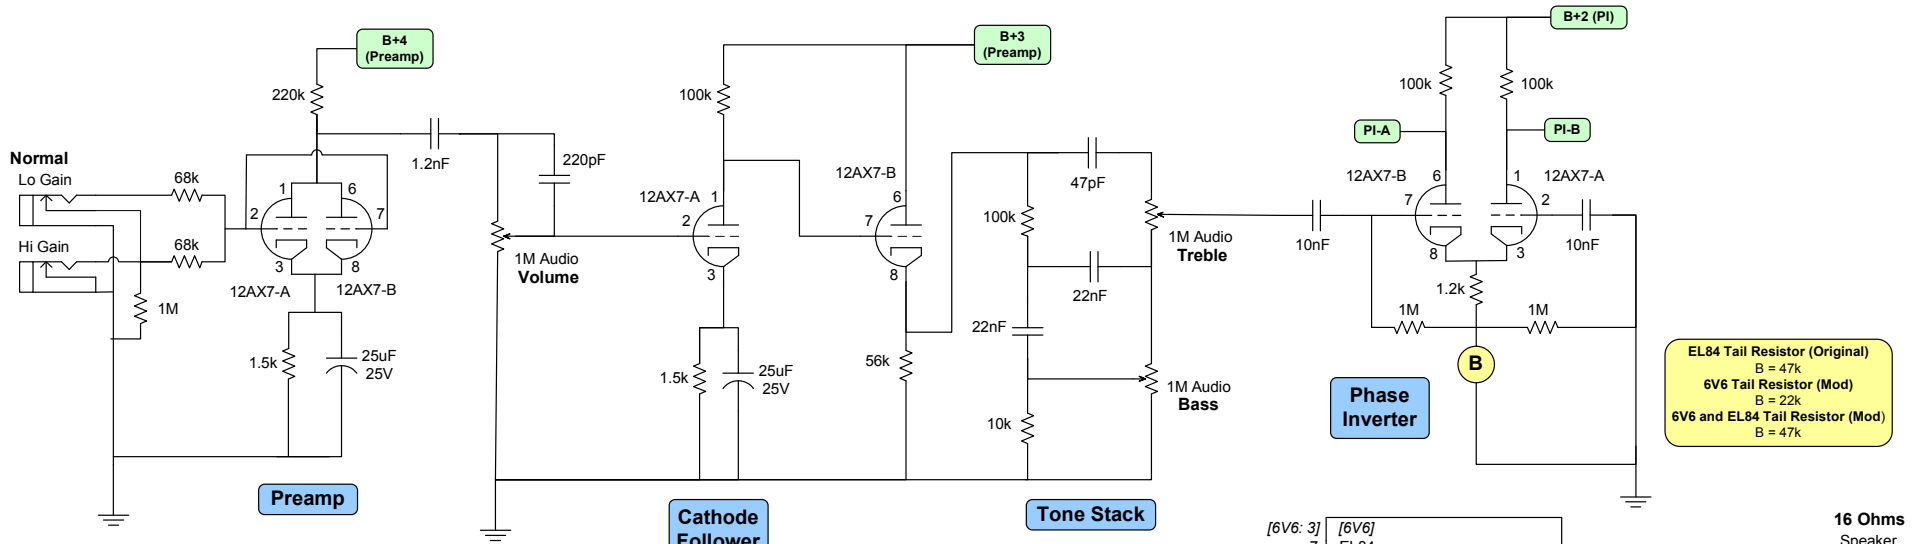 B+4
(Preamp)
220k
Normal
Lo Gain
68k
Hi Gain
68k
1M
1
6
2
7
3
8
12AX7-A
12AX7-B
1.5k
25uF
25V
Preamp
1.2nF
220pF
1M Audio
Volume
B+3
(Preamp)
100k
12AX7-A
1
2
3
1.5k
25uF
25V
12AX7-B
6
7
8
56k
Cathode
Follower
100k
47pF
22nF
22nF
10k
1M Audio
Treble
1M Audio
Bass
Tone Stack
B+2 (PI)
100k
100k
PI-A
PI-B
12AX7-B
6
7
8
1
12AX7-A
2
3
10nF
10nF
1.2k
1M
1M
B
Phase
Inverter
EL84 Tail Resistor (Original)
B = 47k
6V6 Tail Resistor (Mod)
B = 22k
6V6 and EL84 Tail Resistor (Mod)
B = 47k
[6V6: 3]
[6V6]
7
EL84
16 Ohms
Speaker